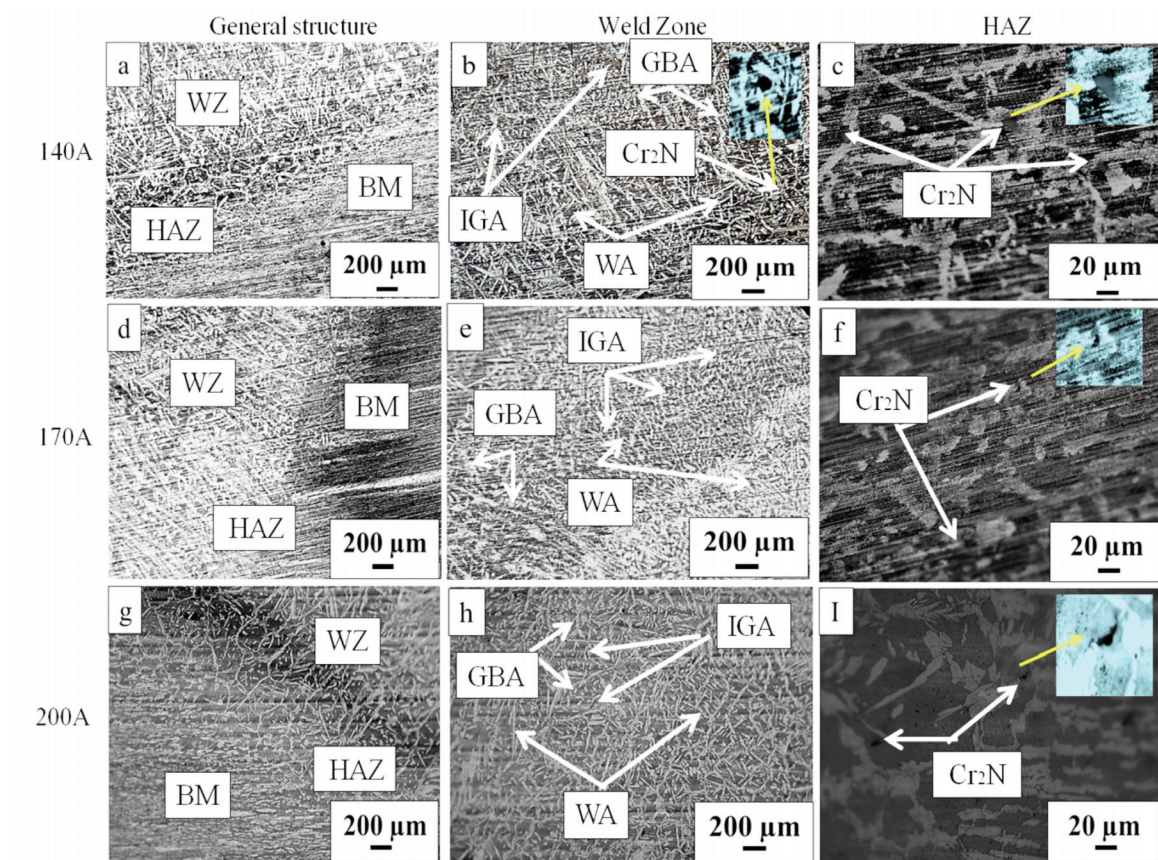 General structure Weld Zone HAZ
140A
a
WZ
BM
HAZ
200 µm
b
GBA
Cr₂N
IGA
WA
200 µm
c
Cr₂N
20 µm
170A
d
WZ
BM
HAZ
200 µm
e
IGA
GBA
WA
200 µm
f
Cr₂N
20 µm
200A
g
WZ
HAZ
BM
200 µm
h
IGA
GBA
WA
200 µm
I
Cr₂N
20 µm